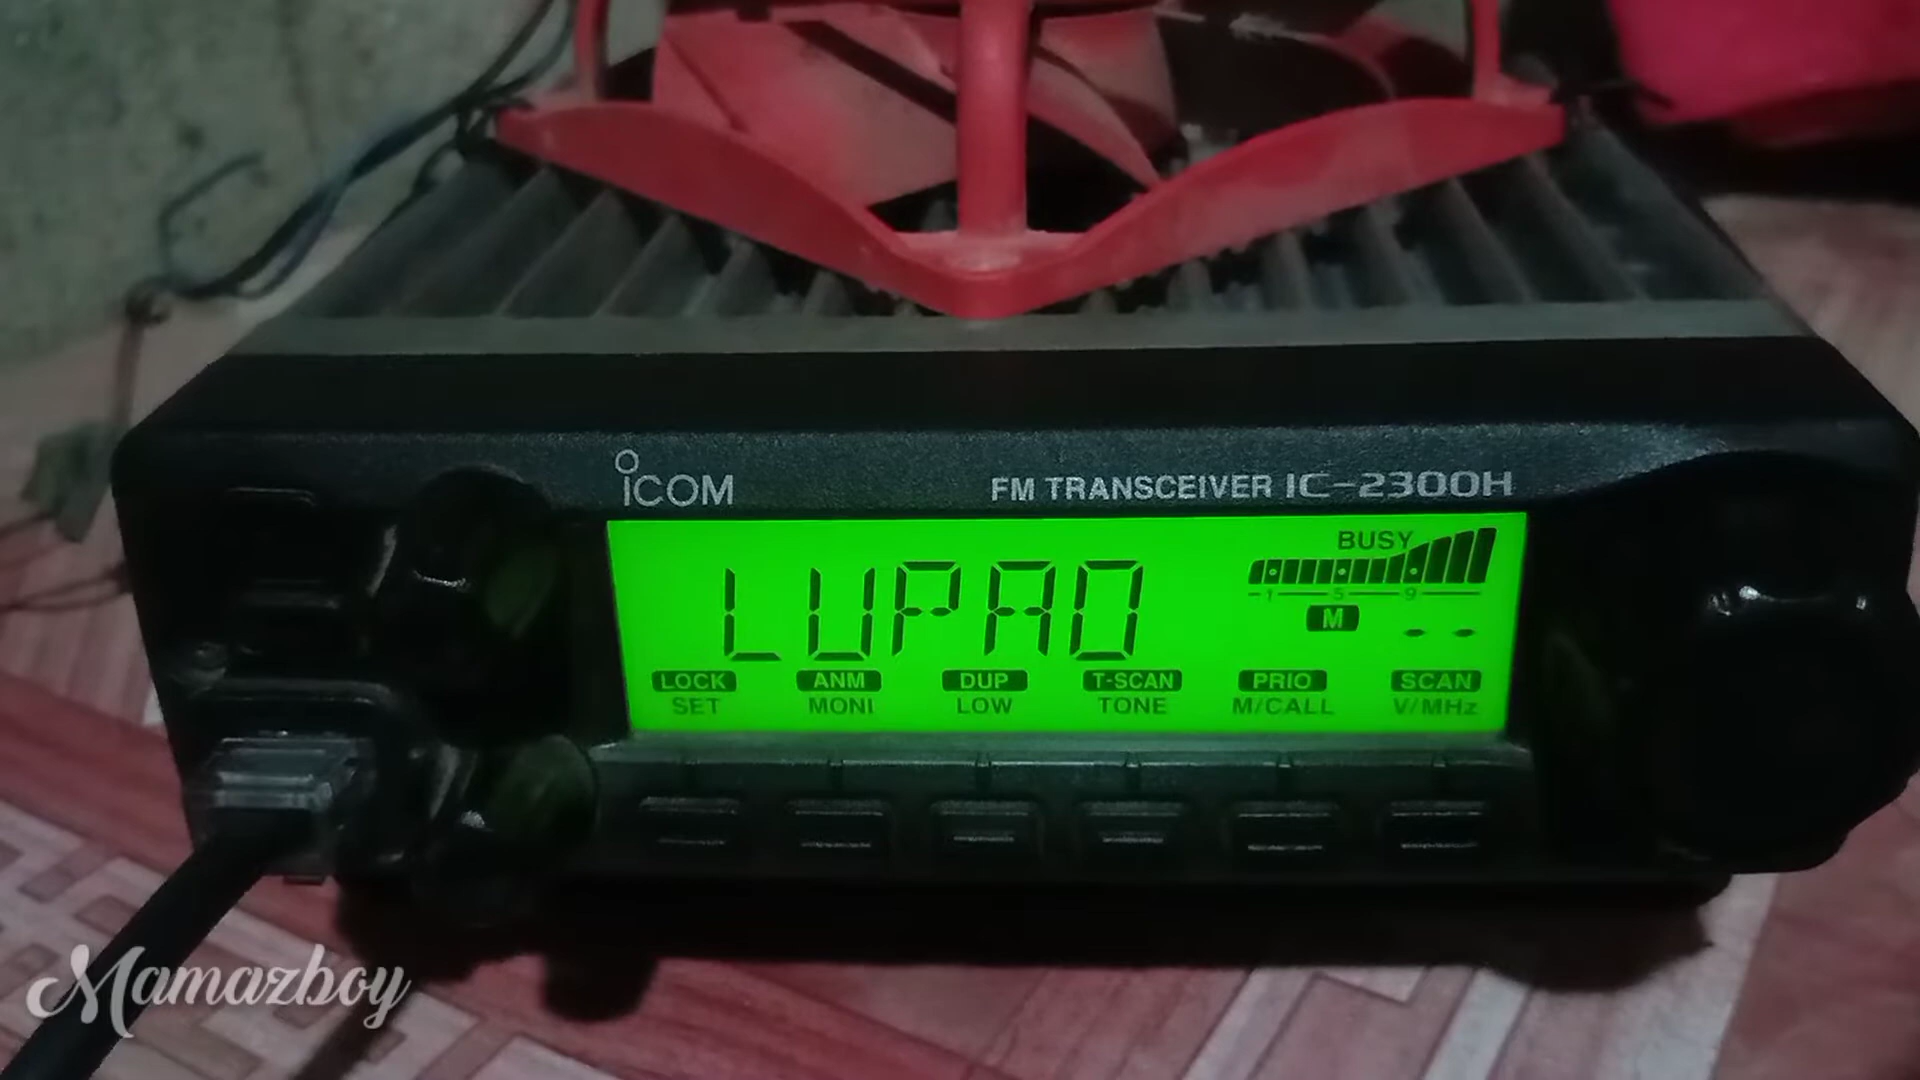 ICOM
FM TRANSCEIVER IC-2300H
BUSY
1 5 9
LUPAO
M
--
LOCK ANM DUP T-SCAN PRIO SCAN
SET MONI LOW TONE M/CALL V/MHz
Mamazboy